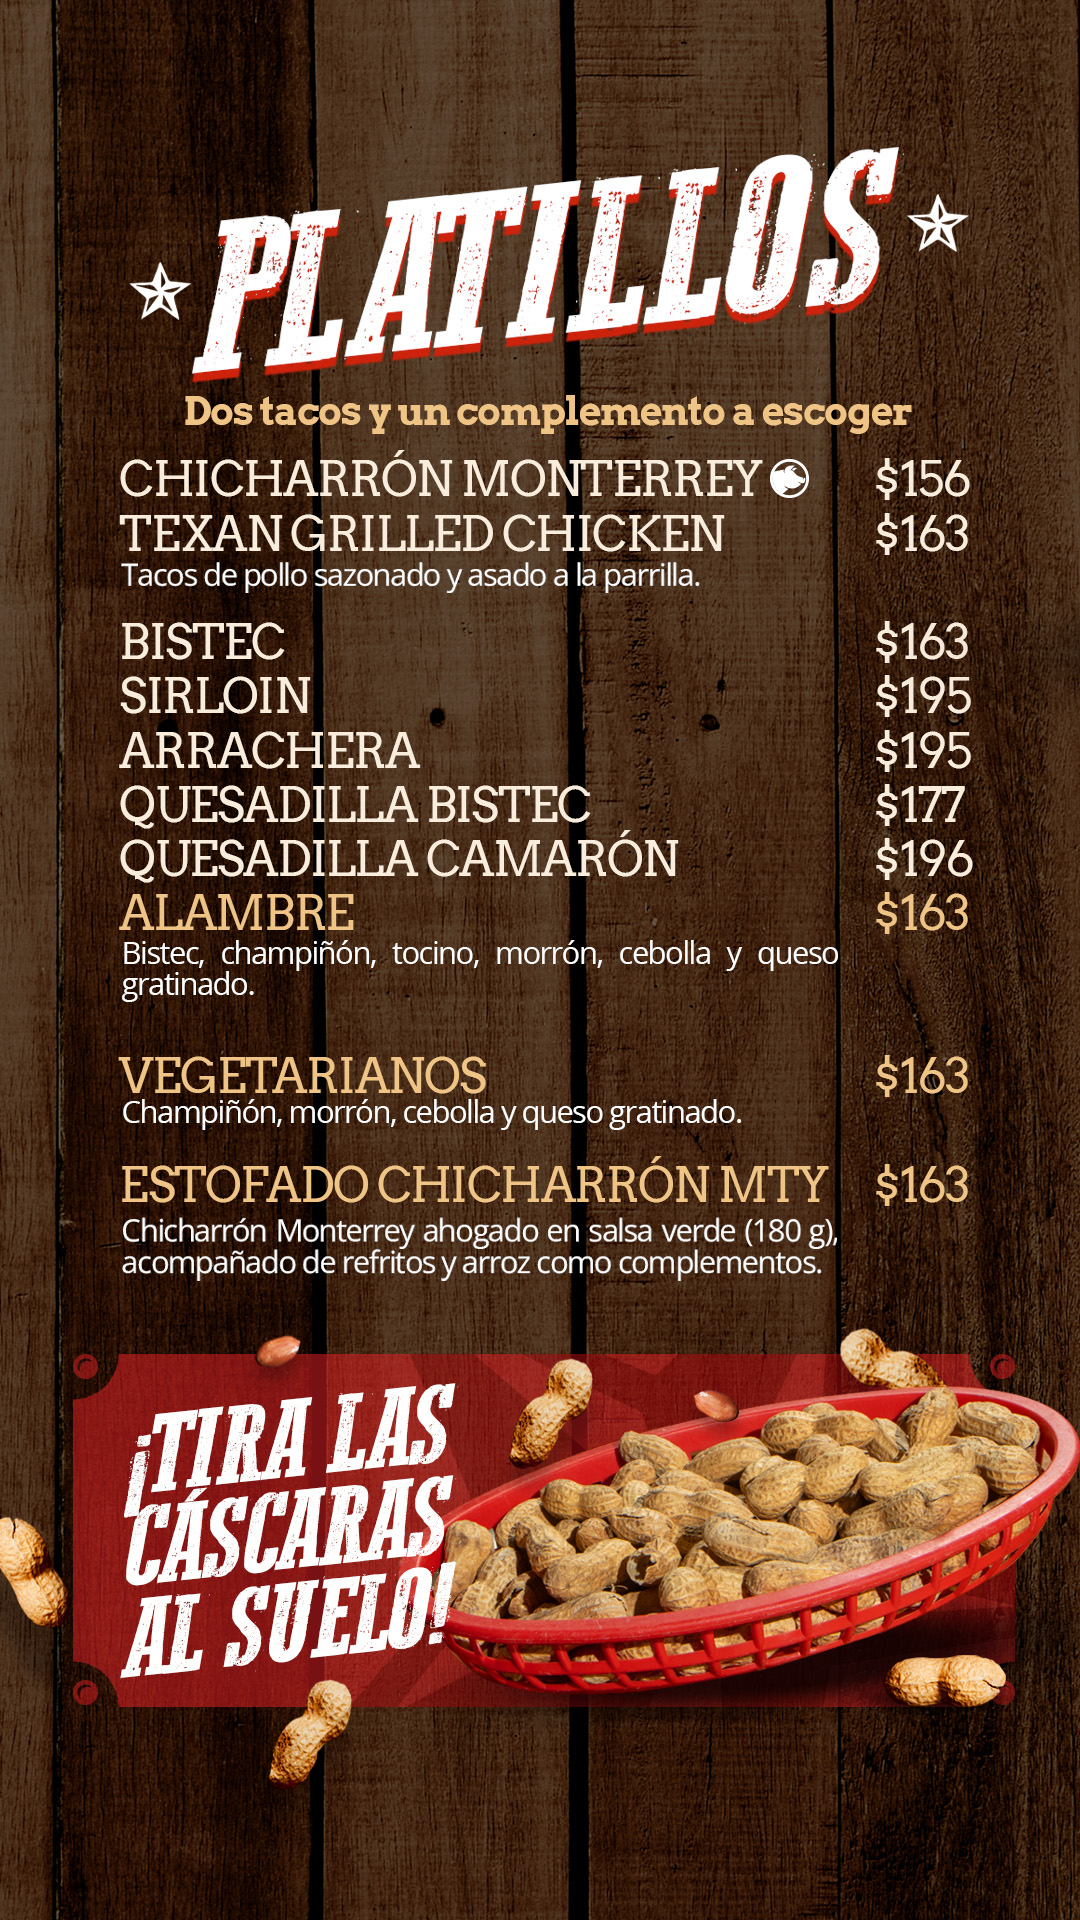 PLATILLOS
Dos tacos y un complemento a escoger
CHICHARRÓN MONTERREY $156
TEXAN GRILLED CHICKEN $163
Tacos de pollo sazonado y asado a la parrilla.
BISTEC $163
SIRLOIN $195
ARRACHERA $195
QUESADILLA BISTEC $177
QUESADILLA CAMARÓN $196
ALAMBRE $163
Bistec, champiñón, tocino, morrón, cebolla y queso
gratinado.
VEGETARIANOS $163
Champiñón, morrón, cebolla y queso gratinado.
ESTOFADO CHICHARRÓN MTY $163
Chicharrón Monterrey ahogado en salsa verde (180 g),
acompañado de refritos y arroz como complementos.
¡TIRA LAS
CÁSCARAS
AL SUELO!